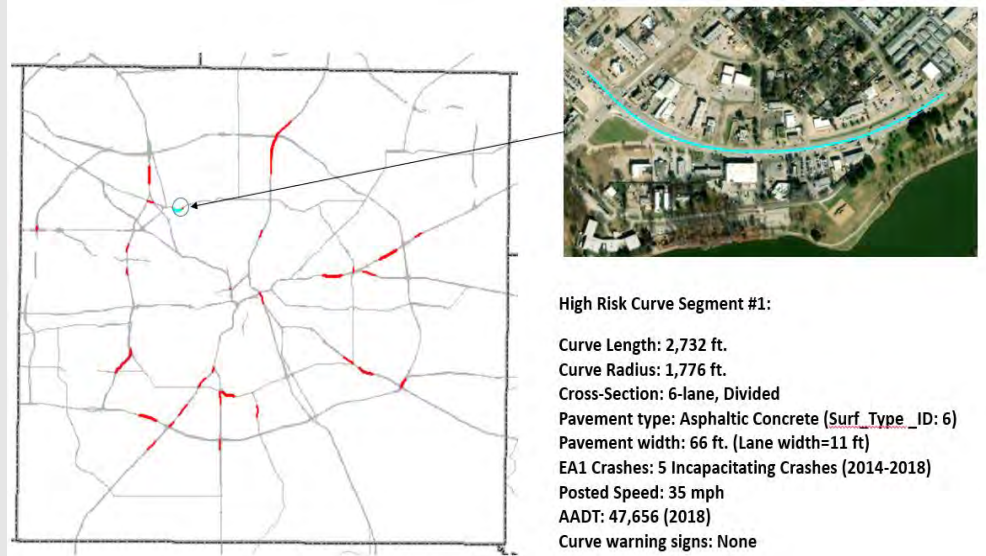 High Risk Curve Segment #1:
Curve Length: 2,732 ft.
Curve Radius: 1,776 ft.
Cross-Section: 6-lane, Divided
Pavement type: Asphaltic Concrete (Surf_Type _ID: 6)
Pavement width: 66 ft. (Lane width=11 ft)
EA1 Crashes: 5 Incapacitating Crashes (2014-2018)
Posted Speed: 35 mph
AADT: 47,656 (2018)
Curve warning signs: None